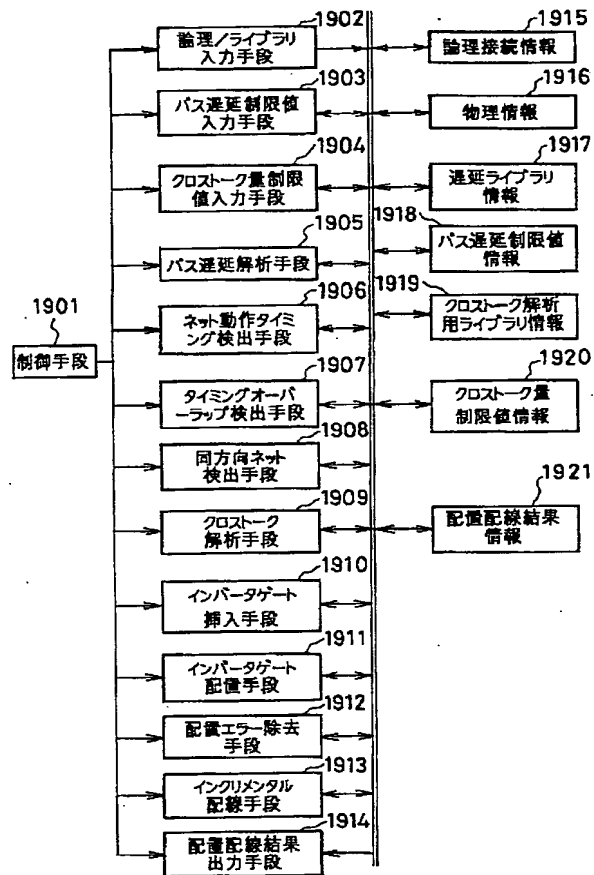 1901
制御手段
1902
論理/ライブラリ
入力手段
1903
パス遅延制限値
入力手段
1904
クロストーク量制限
値入力手段
1905
パス遅延解析手段
1906
ネット動作タイミ
ング検出手段
1907
タイミングオーバ
ーラップ検出手段
1908
同方向ネット
検出手段
1909
クロストーク
解析手段
1910
インバータゲート
挿入手段
1911
インバータゲート
配置手段
1912
配置エラー除去
手段
1913
インクリメンタル
配線手段
1914
配置配線結果
出力手段
1915
論理接続情報
1916
物理情報
1917
遅延ライブラリ
情報
1918
パス遅延制限値
情報
1919
クロストーク解析
用ライブラリ情報
1920
クロストーク量
制限値情報
1921
配置配線結果
情報